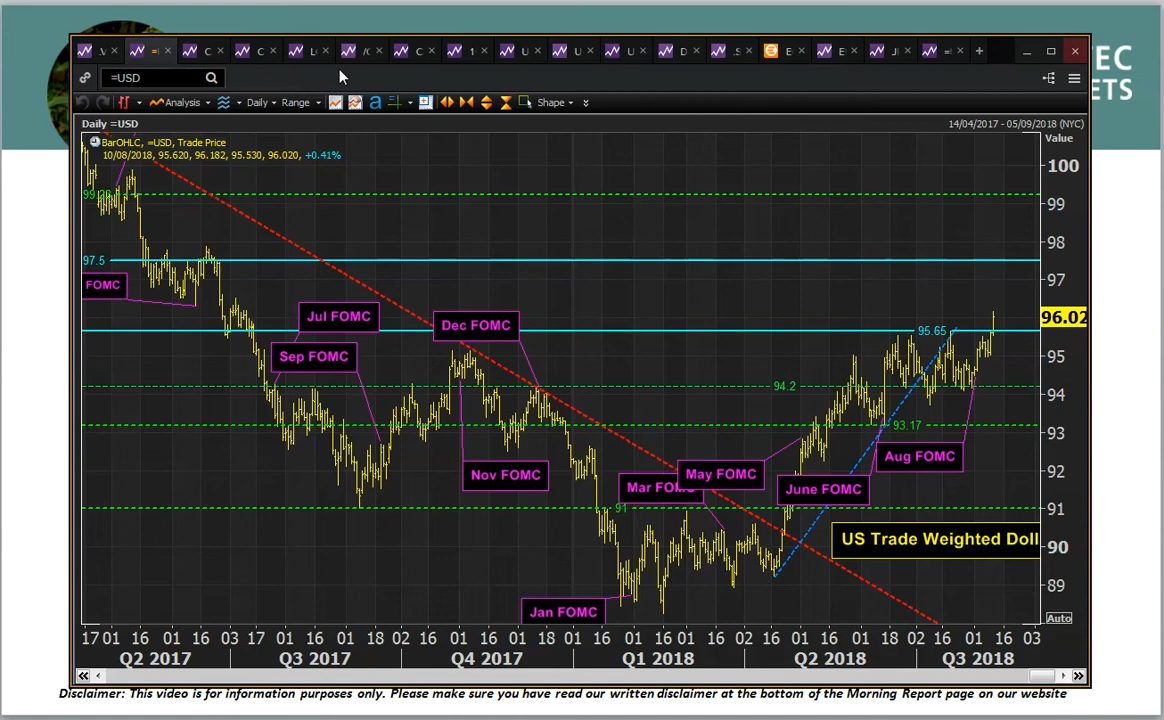 EC
ETS
=USD
Analysis
Daily
Range
a
Shape
Daily =USD
14/04/2017 - 05/09/2018 (NYC)
BarOHLC, =USD, Trade Price
10/08/2018, 95.620, 96.182, 95.530, 96.020, +0.41%
Value
100
99
98
97
96.02
95
94
93
92
91
90
89
Auto
97.5
95.65
94.2
93.17
91
FOMC
Jul FOMC
Sep FOMC
Dec FOMC
Nov FOMC
Mar FOMC
May FOMC
June FOMC
Aug FOMC
Jan FOMC
US Trade Weighted Doll
17 01 16 01 16 03 17 01 16 01 18 02 16 01 16 01 18 02 16 01 16 01 16 02 16 01 16 01 16 02 16 01 16 03
Q2 2017 Q3 2017 Q4 2017 Q1 2018 Q2 2018 Q3 2018
Disclaimer: This video is for information purposes only. Please make sure you have read our written disclaimer at the bottom of the Morning Report page on our website